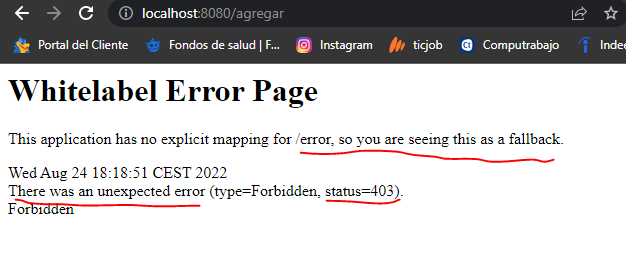 localhost:8080/agregar
Portal del Cliente Fondos de salud | F... Instagram ticjob Computrabajo Indee
Whitelabel Error Page
This application has no explicit mapping for /error, so you are seeing this as a fallback.
Wed Aug 24 18:18:51 CEST 2022
There was an unexpected error (type=Forbidden, status=403).
Forbidden